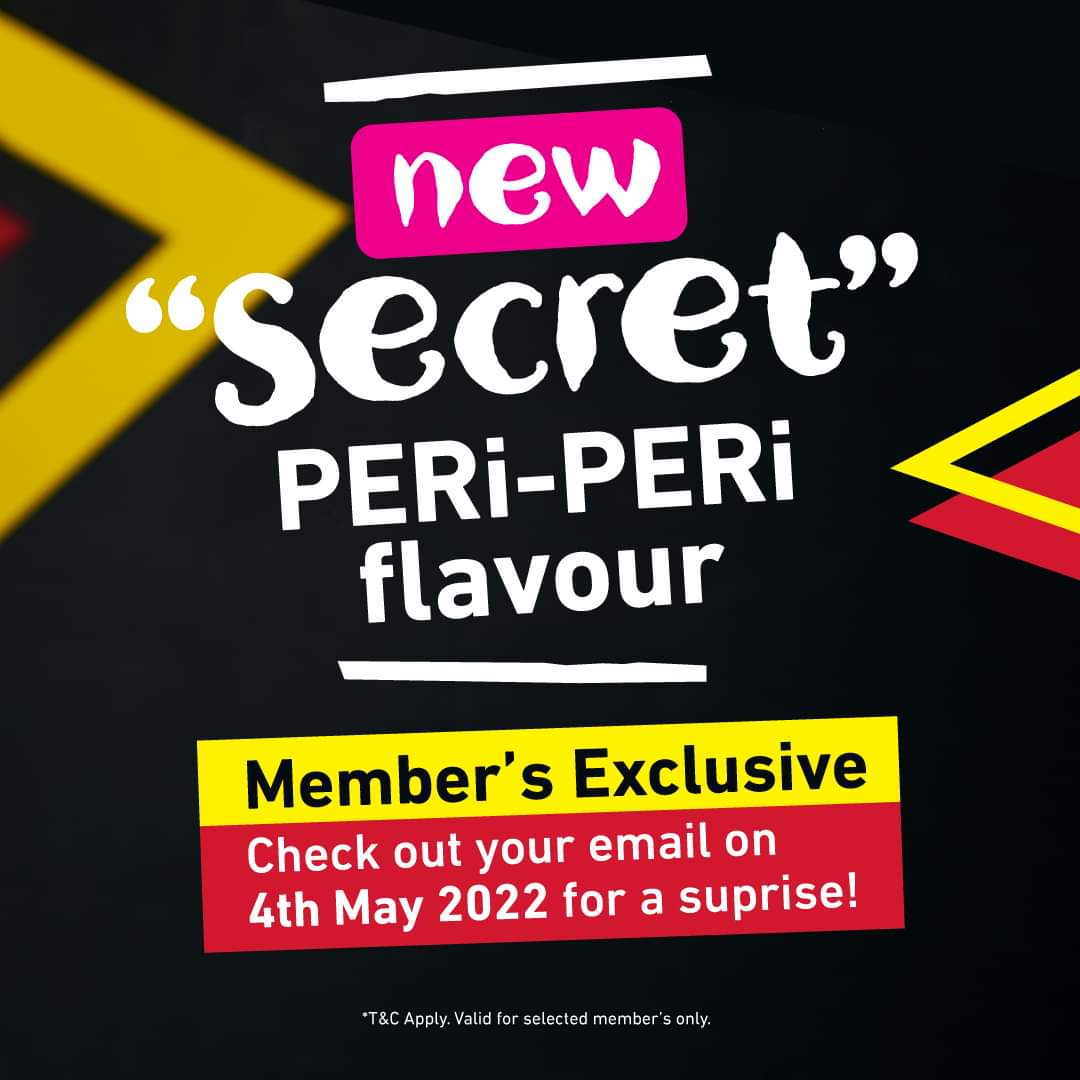 new
“Secret”
PERi-PERi
flavour
Member’s Exclusive
Check out your email on
4th May 2022 for a suprise!
*T&C Apply. Valid for selected member’s only.